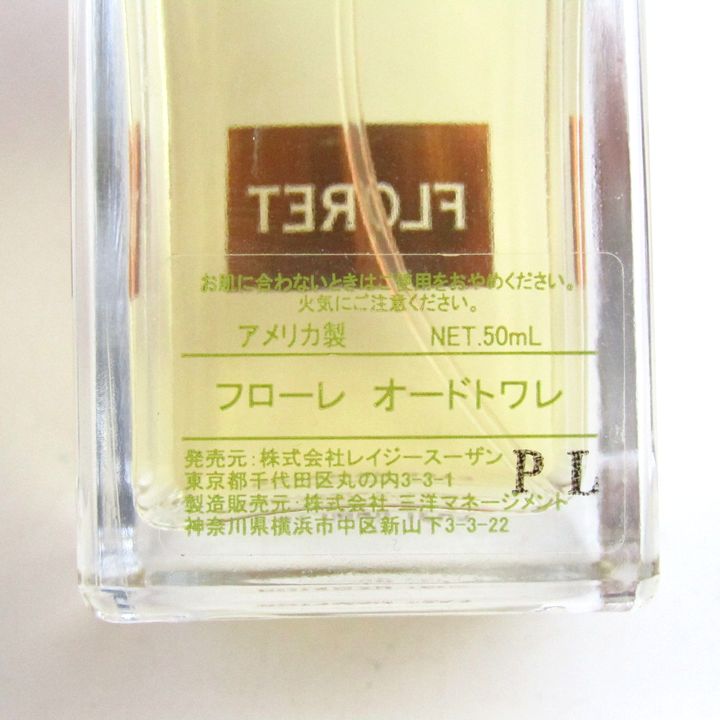 FLORET
お肌に合わないときはご使用をおやめください。
火気にご注意ください。
アメリカ製 NET.50mL
フローレ オードトワレ
発売元:株式会社レイジースーザン
東京都千代田区丸の内3-3-1
PL
製造販売元:株式会社 三洋マネージメント
神奈川県横浜市中区新山下3-3-22